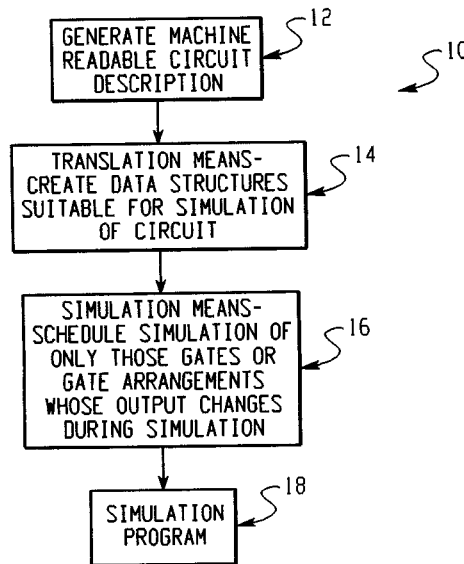 12
GENERATE MACHINE
READABLE CIRCUIT
DESCRIPTION
10
14
TRANSLATION MEANS-
CREATE DATA STRUCTURES
SUITABLE FOR SIMULATION
OF CIRCUIT
SIMULATION MEANS-
SCHEDULE SIMULATION OF
ONLY THOSE GATES OR
GATE ARRANGEMENTS
WHOSE OUTPUT CHANGES
DURING SIMULATION
16
18
SIMULATION
PROGRAM